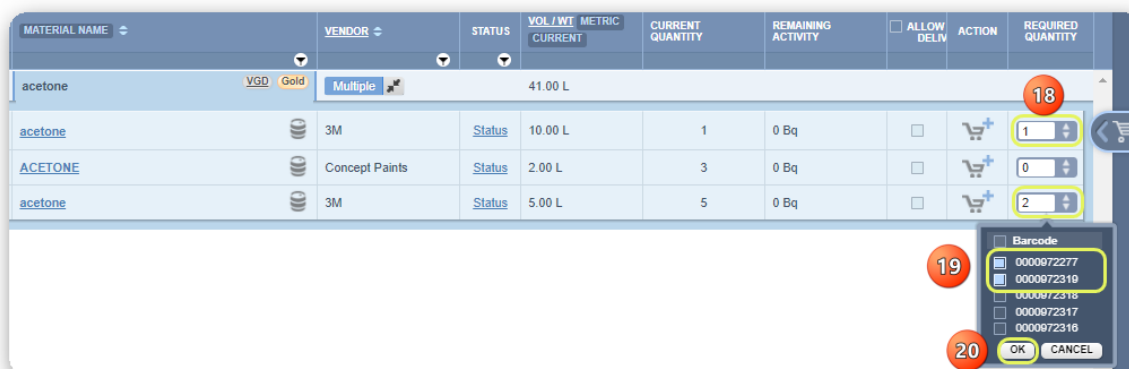 MATERIAL NAME VENDOR STATUS VOL / WT METRIC CURRENT CURRENT QUANTITY REMAINING ACTIVITY ALLOW DELIV ACTION REQUIRED QUANTITY
acetone VGD Gold Multiple 41.00 L
18
acetone 3M Status 10.00 L 1 0 Bq 1
ACETONE Concept Paints Status 2.00 L 3 0 Bq 0
acetone 3M Status 5.00 L 5 0 Bq 2
Barcode
19
0000972277
0000972319
0000972318
0000972317
0000972316
20 OK CANCEL